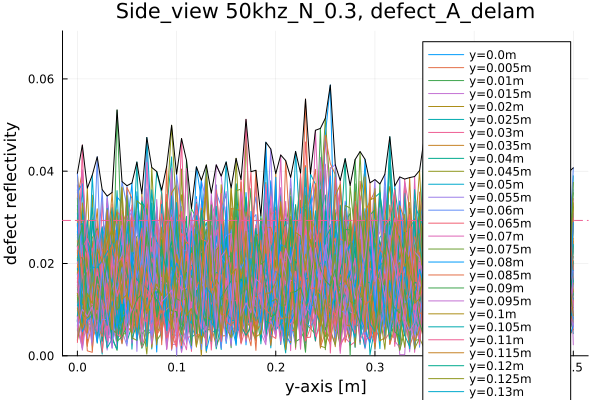 Side_view 50khz_N_0.3, defect_A_delam
defect reflectivity
0.06
0.04
0.02
0.00
0.0
0.1
0.2
0.3
.5
y-axis [m]
y=0.0m
y=0.005m
y=0.01m
y=0.015m
y=0.02m
y=0.025m
y=0.03m
y=0.035m
y=0.04m
y=0.045m
y=0.05m
y=0.055m
y=0.06m
y=0.065m
y=0.07m
y=0.075m
y=0.08m
y=0.085m
y=0.09m
y=0.095m
y=0.1m
y=0.105m
y=0.11m
y=0.115m
y=0.12m
y=0.125m
y=0.13m